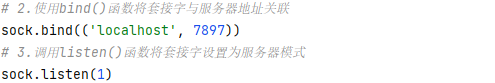 # 2.使用bind()函数将套接字与服务器地址关联
sock.bind(('localhost', 7897))
# 3.调用listen()函数将套接字设置为服务器模式
sock.listen(1)